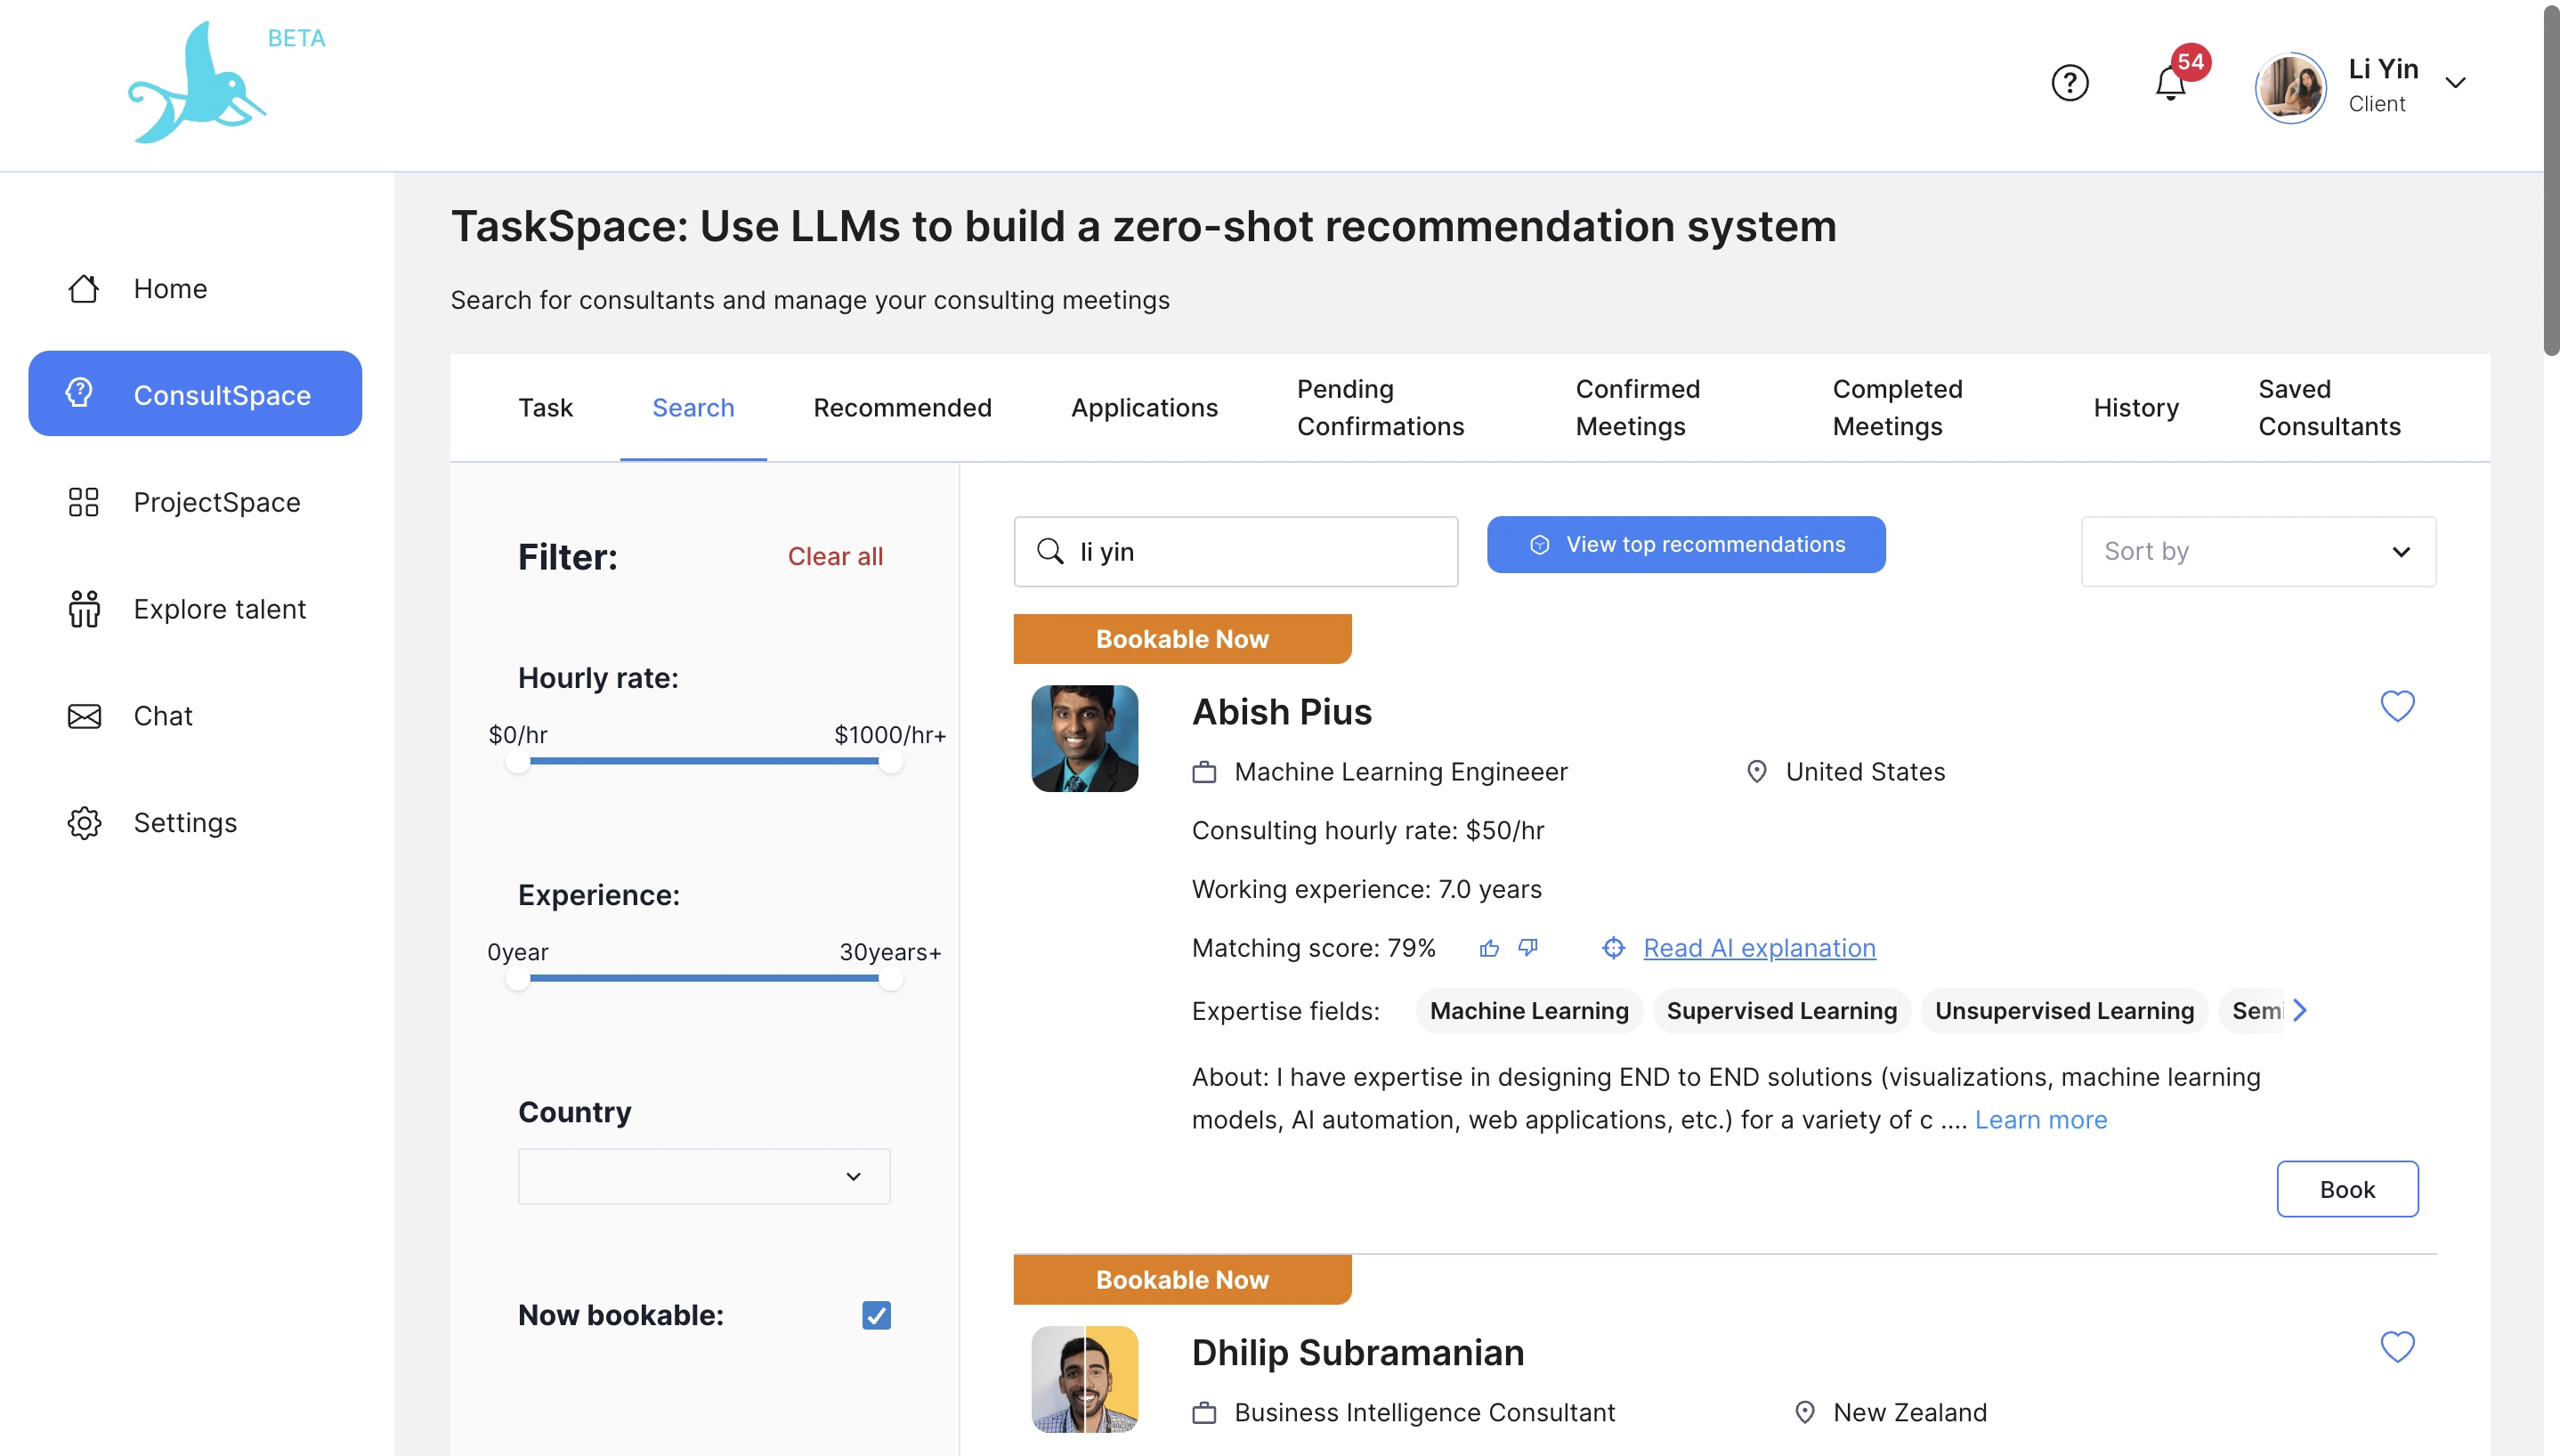 BETA
54
Li Yin
Client
Home
ConsultSpace
ProjectSpace
Explore talent
Chat
Settings
TaskSpace: Use LLMs to build a zero-shot recommendation system
Search for consultants and manage your consulting meetings
Task
Search
Recommended
Applications
Pending
Confirmations
Confirmed
Meetings
Completed
Meetings
History
Saved
Consultants
Filter:
Clear all
Hourly rate:
$0/hr
$1000/hr+
Experience:
0year
30years+
Country
Now bookable:
li yin
View top recommendations
Sort by
Bookable Now
Abish Pius
Machine Learning Engineeer
United States
Consulting hourly rate: $50/hr
Working experience: 7.0 years
Matching score: 79%
Read AI explanation
Expertise fields:
Machine Learning
Supervised Learning
Unsupervised Learning
Semi
About: I have expertise in designing END to END solutions (visualizations, machine learning
models, AI automation, web applications, etc.) for a variety of c .... Learn more
Book
Bookable Now
Dhilip Subramanian
Business Intelligence Consultant
New Zealand